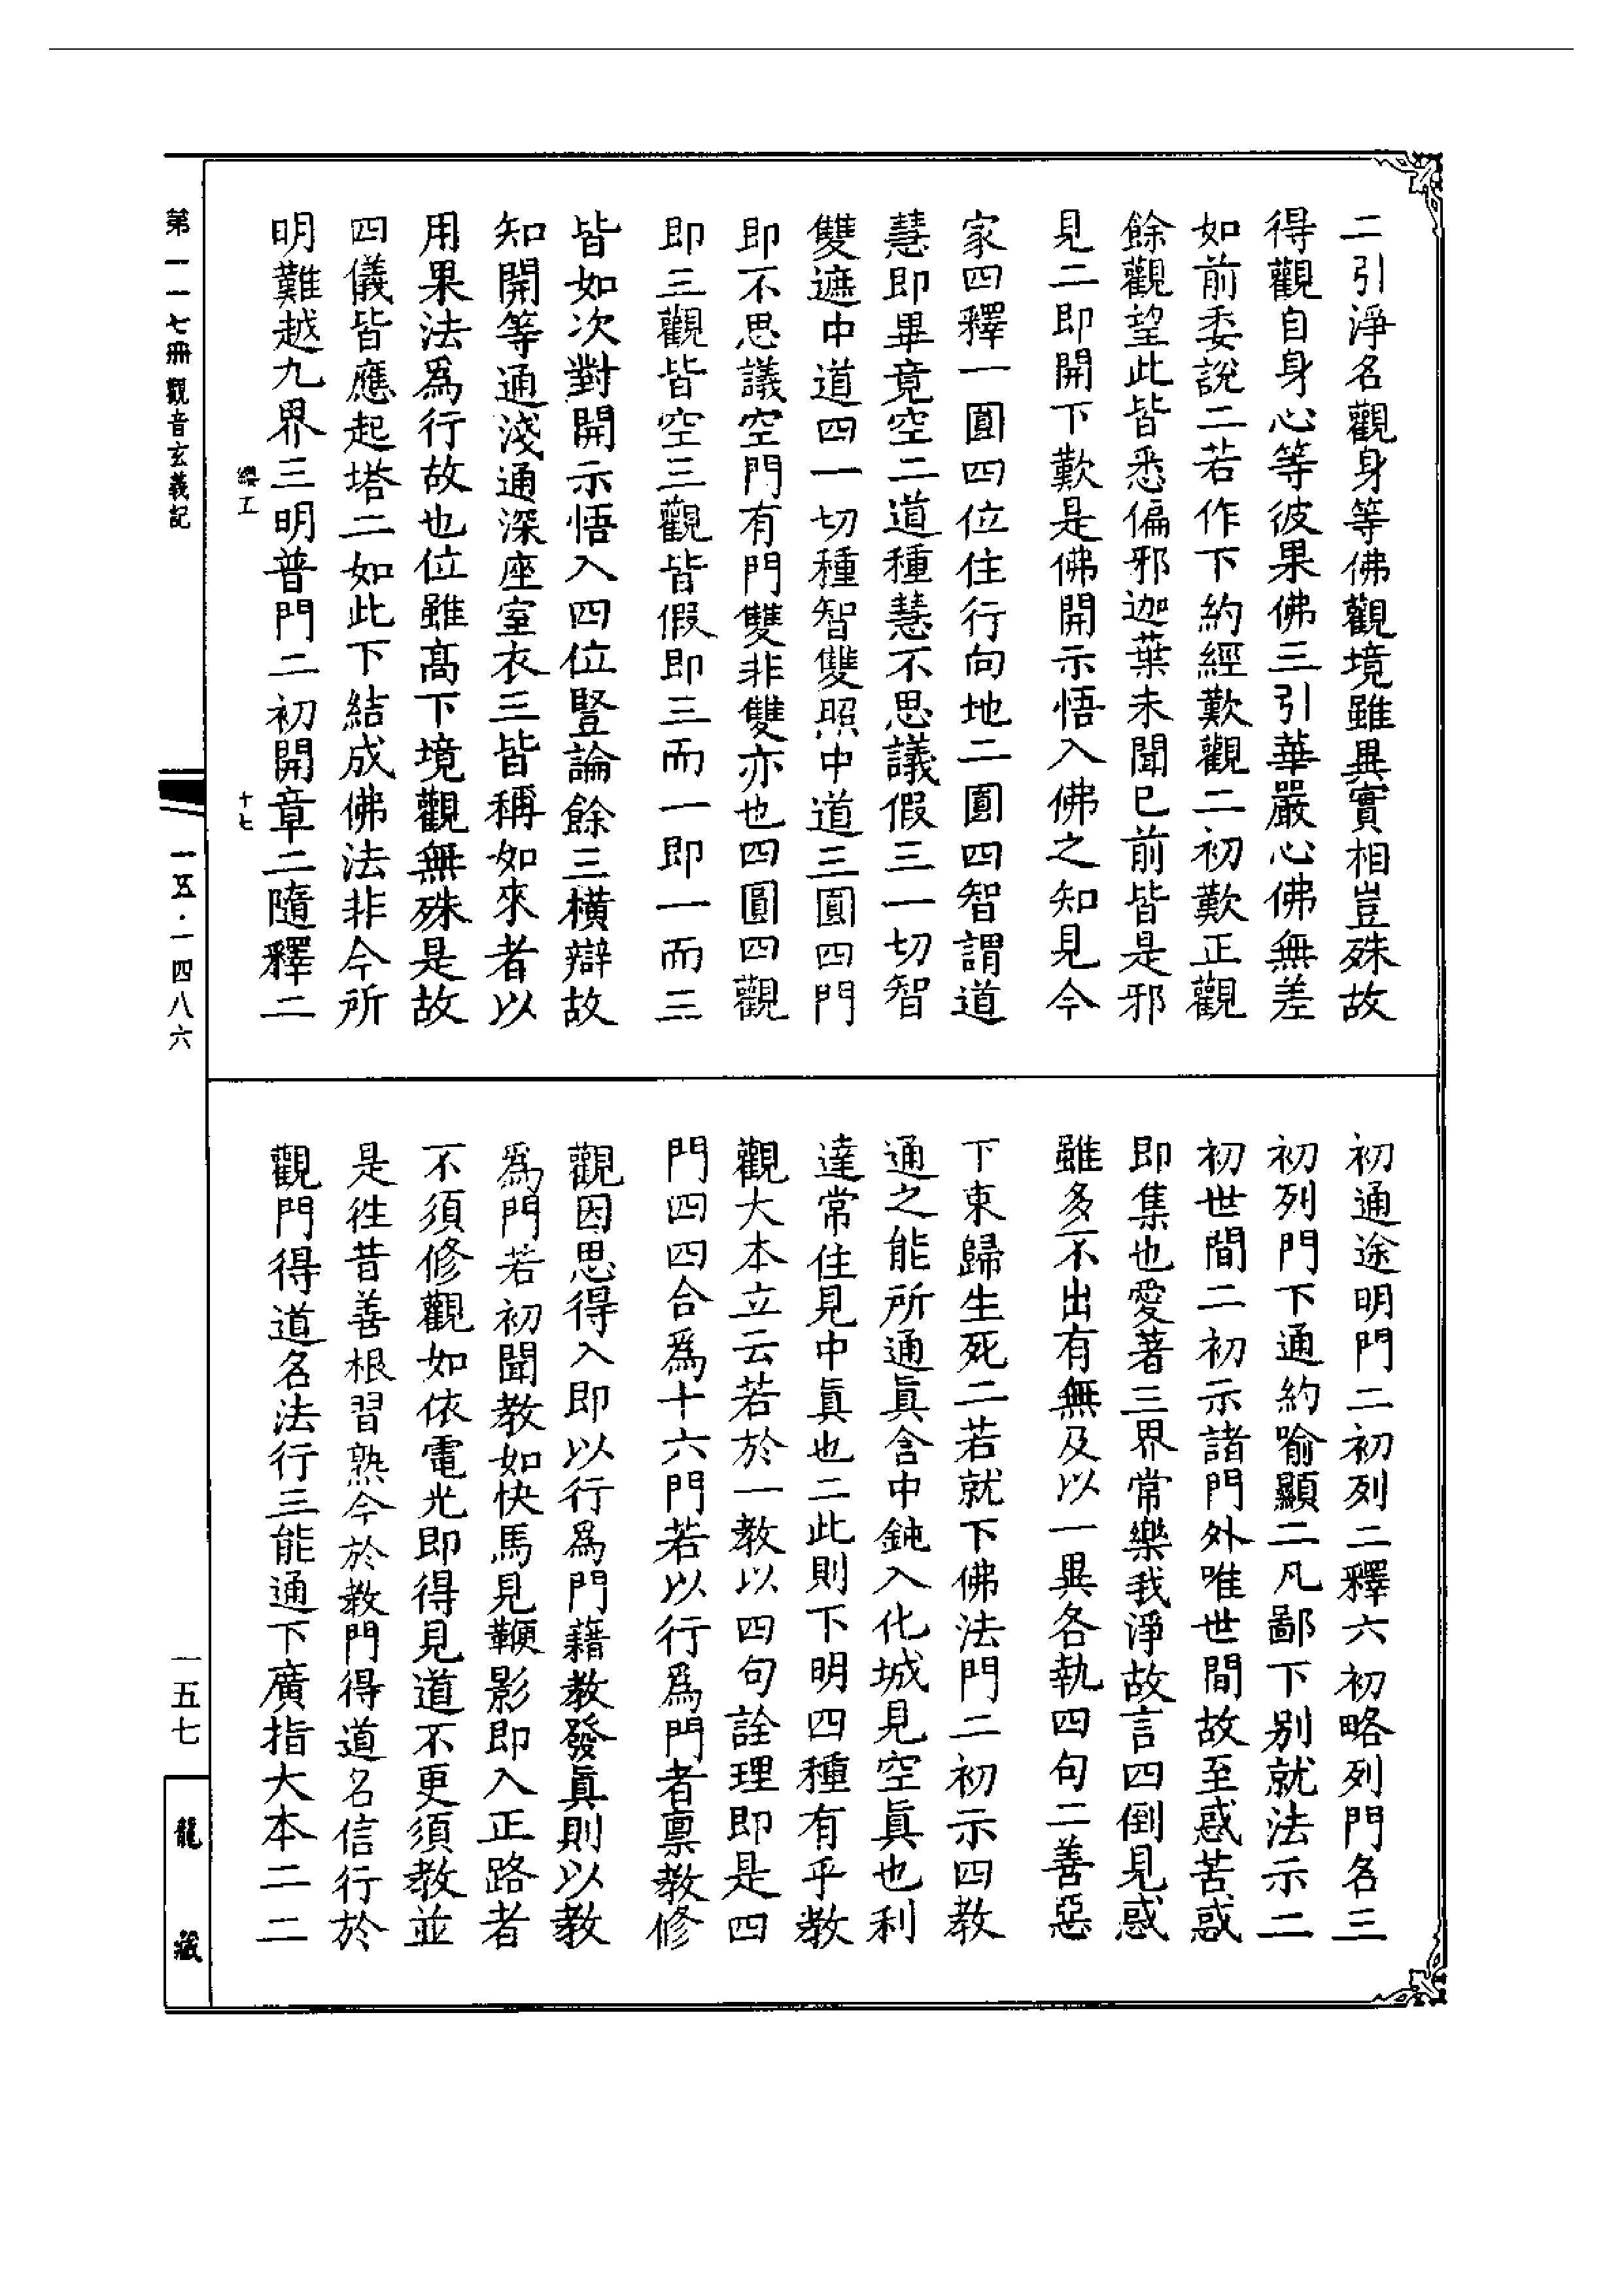 二引淨名觀身等佛觀境雖異實相豈殊故
得觀自身心等彼果佛三引華嚴心佛無差
如前委說二若作下約經歎觀二初歎正觀
餘觀望此皆悉偏邪迦葉未聞已前皆是邪
見二即開下歎是佛開示悟入佛之知見今
家四釋一圓四位住行向地二圓四智謂道
慧即畢竟空二道種慧不思議假三一切智
雙遮中道四一切種智雙照中道三圓四門
即不思議空門有門雙非雙亦也四圓四觀
即三觀皆空三觀皆假即三而一即一而三
皆如次對開示悟入四位豎論餘三橫辯故
知開等通淺通深座室衣三皆稱如來者以
用果法爲行故也位雖高下境觀無殊是故
四儀皆應起塔二如此下結成佛法非今所
明難越九界三明普門二初開章二隨釋二
十七
初通途明門二初列二釋六初略列門名三
初列門下通約喻顯二凡鄙下別就法示二
初世間二初示諸門外唯世間故至惑苦惑
即集也愛著三界常樂我淨故言四倒見惑
雖多不出有無及以一異各執四句二善惡
下束歸生死二若就下佛法門二初示四教
通之能所通眞含中鈍入化城見空眞也利
達常住見中眞也二此則下明四種有乎教
觀大本立云若於一教以四句詮理即是四
門四四合爲十六門若以行爲門者稟教修
觀因思得入即以行爲門藉教發眞則以教
爲門若初聞教如快馬見鞭影即入正路者
不須修觀如依電光即得見道不更須教並
是徃昔善根習熟今於教門得道名信行於
觀門得道名法行三能通下廣指大本二二
第一一七冊 觀音玄義記
一五·一四八六
一五七
龍藏